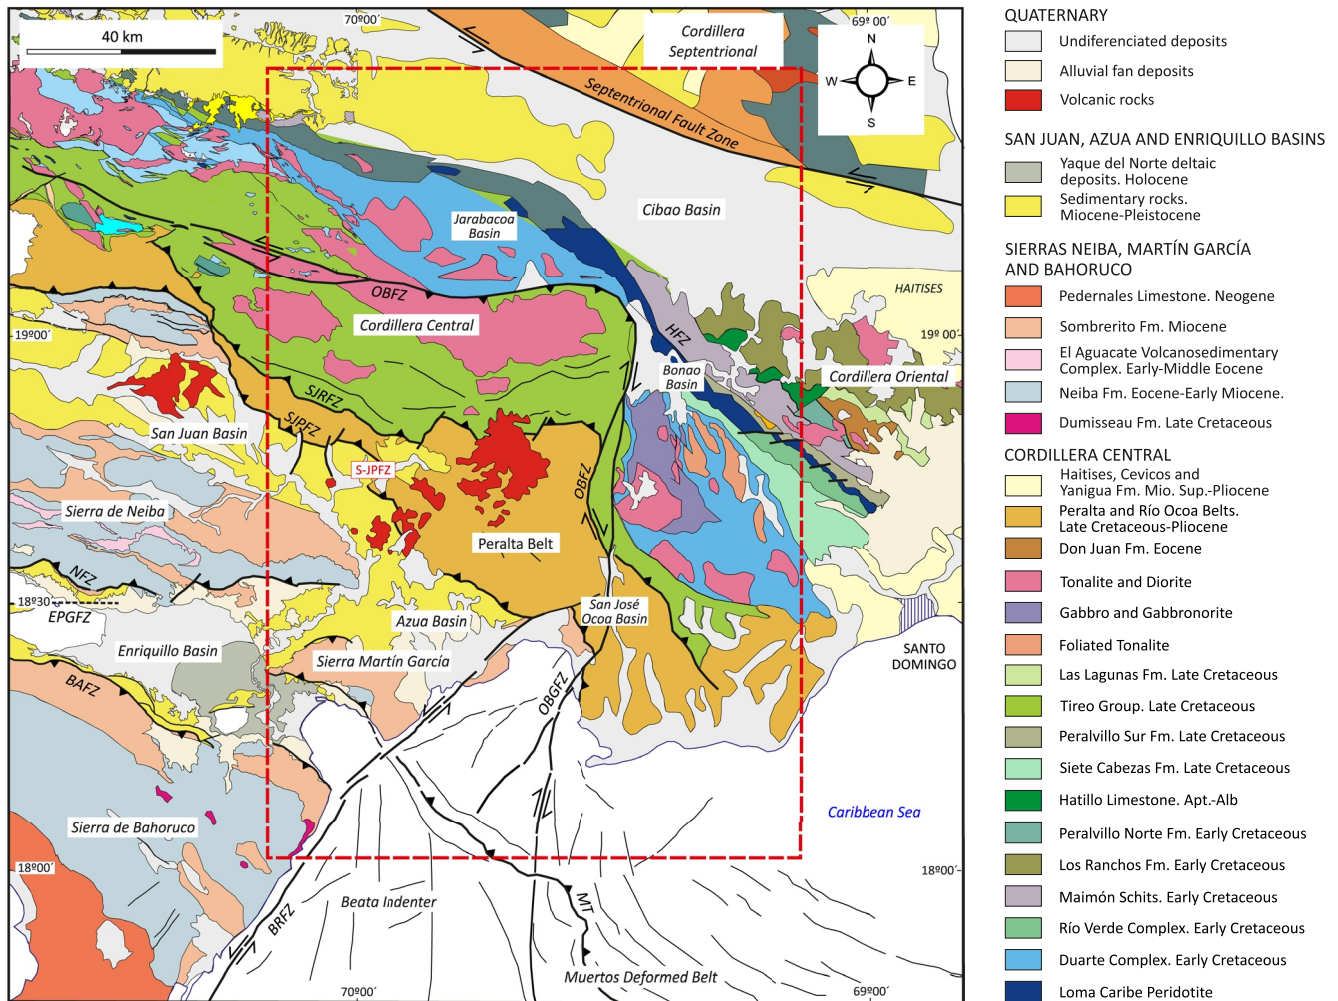 70º00´
69º 00´
40 km
Cordillera
Septentrional
N
W
E
S
Septentrional Fault Zone
Cibao Basin
Jarabacoa
Basin
HAITISES
OBFZ
Cordillera Central
19º00´
19º 00´
HFZ
Bonao
Basin
Cordillera Oriental
SJRFZ
SJPFZ
San Juan Basin
S-JPFZ
OBFZ
Sierra de Neiba
Peralta Belt
NFZ
18º30
EPGFZ
San José
Ocoa Basin
Azua Basin
Enriquillo Basin
Sierra Martín García
SANTO
DOMINGO
BAFZ
OBGFZ
Caribbean Sea
Sierra de Bahoruco
18º00´
18º00´
Beata Indenter
BRFZ
MT
Muertos Deformed Belt
70º00´
69º00´
QUATERNARY
Undiferenciated deposits
Alluvial fan deposits
Volcanic rocks
SAN JUAN, AZUA AND ENRIQUILLO BASINS
Yaque del Norte deltaic
deposits. Holocene
Sedimentary rocks.
Miocene-Pleistocene
SIERRAS NEIBA, MARTÍN GARCÍA
AND BAHORUCO
Pedernales Limestone. Neogene
Sombrerito Fm. Miocene
El Aguacate Volcanosedimentary
Complex. Early-Middle Eocene
Neiba Fm. Eocene-Early Miocene.
Dumisseau Fm. Late Cretaceous
CORDILLERA CENTRAL
Haitises, Cevicos and
Yanigua Fm. Mio. Sup.-Pliocene
Peralta and Río Ocoa Belts.
Late Cretaceous-Pliocene
Don Juan Fm. Eocene
Tonalite and Diorite
Gabbro and Gabbronorite
Foliated Tonalite
Las Lagunas Fm. Late Cretaceous
Tireo Group. Late Cretaceous
Peralvillo Sur Fm. Late Cretaceous
Siete Cabezas Fm. Late Cretaceous
Hatillo Limestone. Apt.-Alb
Peralvillo Norte Fm. Early Cretaceous
Los Ranchos Fm. Early Cretaceous
Maimón Schits. Early Cretaceous
Río Verde Complex. Early Cretaceous
Duarte Complex. Early Cretaceous
Loma Caribe Peridotite